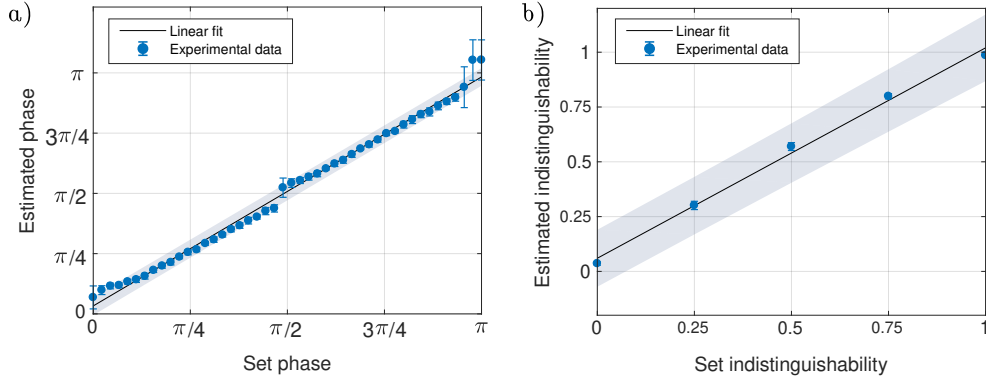 a)
Linear fit
Experimental data
Estimated phase
π
3π/4
π/2
π/4
0
0 π/4 π/2 3π/4 π
Set phase
b)
Linear fit
Experimental data
Estimated indistinguishability
1
0.75
0.5
0.25
0
0 0.25 0.5 0.75 1
Set indistinguishability